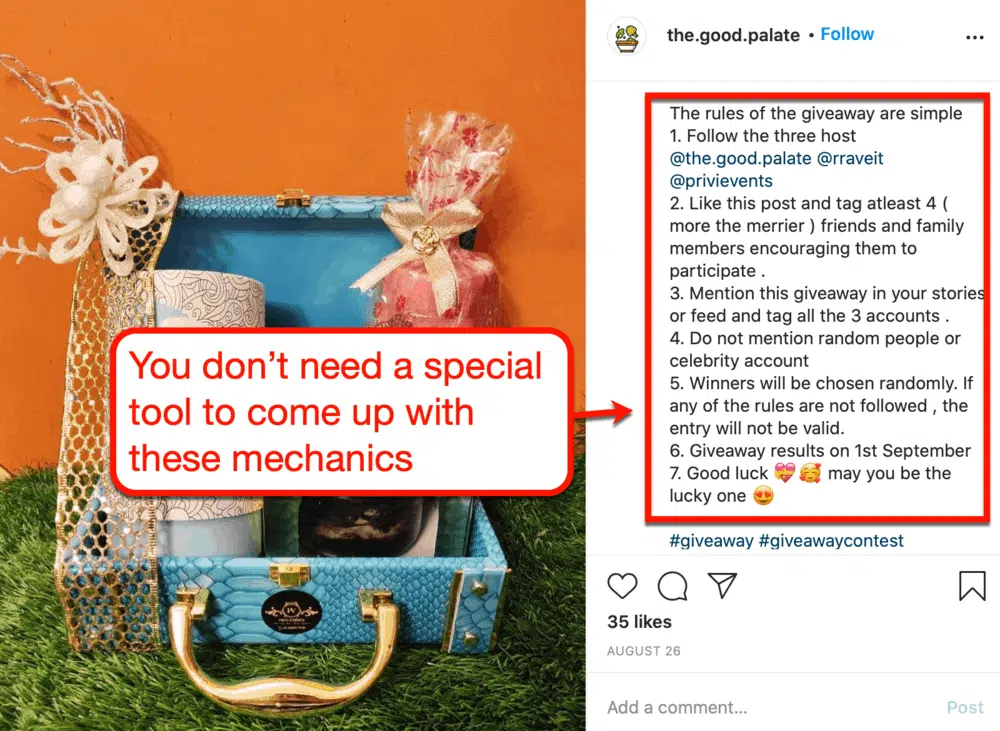 the.good.palate • Follow
The rules of the giveaway are simple
1. Follow the three host
@the.good.palate @rraveit
@privievents
2. Like this post and tag atleast 4 (
more the merrier ) friends and family
members encouraging them to
participate .
3. Mention this giveaway in your stories
or feed and tag all the 3 accounts .
4. Do not mention random people or
celebrity account
5. Winners will be chosen randomly. If
any of the rules are not followed , the
entry will not be valid.
6. Giveaway results on 1st September
7. Good luck 💝🥰 may you be the
lucky one 😍
#giveaway #giveawaycontest
35 likes
AUGUST 26
Add a comment...
Post
You don’t need a special
tool to come up with
these mechanics